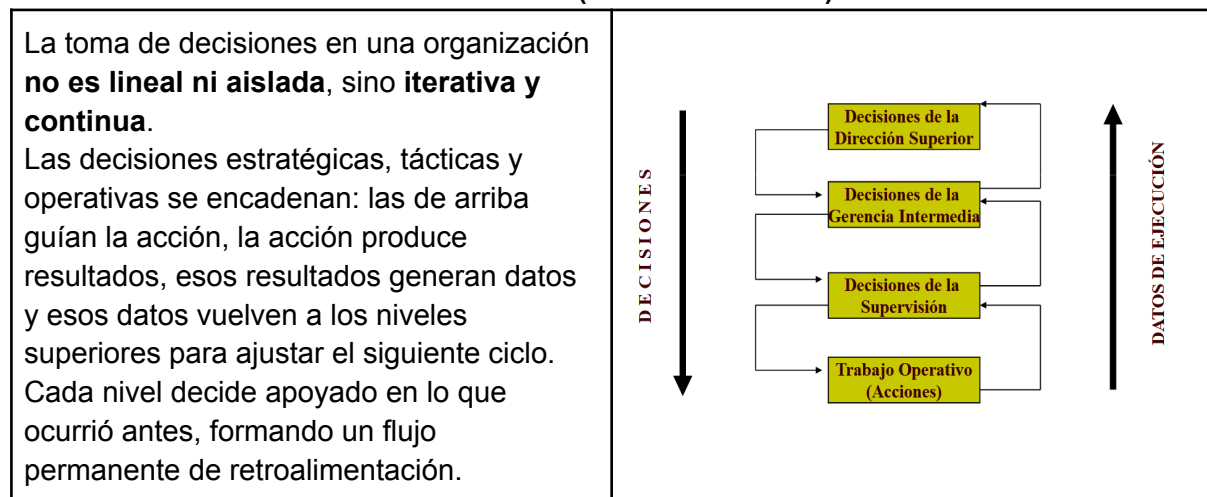 La toma de decisiones en una organización
no es lineal ni aislada, sino iterativa y
continua.
Las decisiones estratégicas, tácticas y
operativas se encadenan: las de arriba
guían la acción, la acción produce
resultados, esos resultados generan datos
y esos datos vuelven a los niveles
superiores para ajustar el siguiente ciclo.
Cada nivel decide apoyado en lo que
ocurrió antes, formando un flujo
permanente de retroalimentación.
DECISIONES
Decisiones de la
Dirección Superior
Decisiones de la
Gerencia Intermedia
Decisiones de la
Supervisión
Trabajo Operativo
(Acciones)
DATOS DE EJECUCIÓN